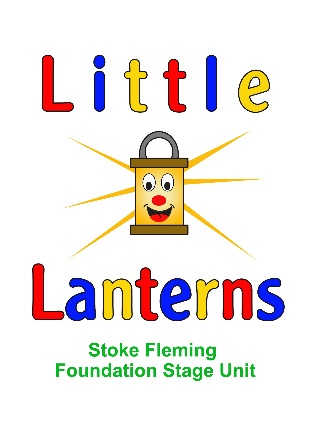 Little
Lanterns
Stoke Fleming
Foundation Stage Unit